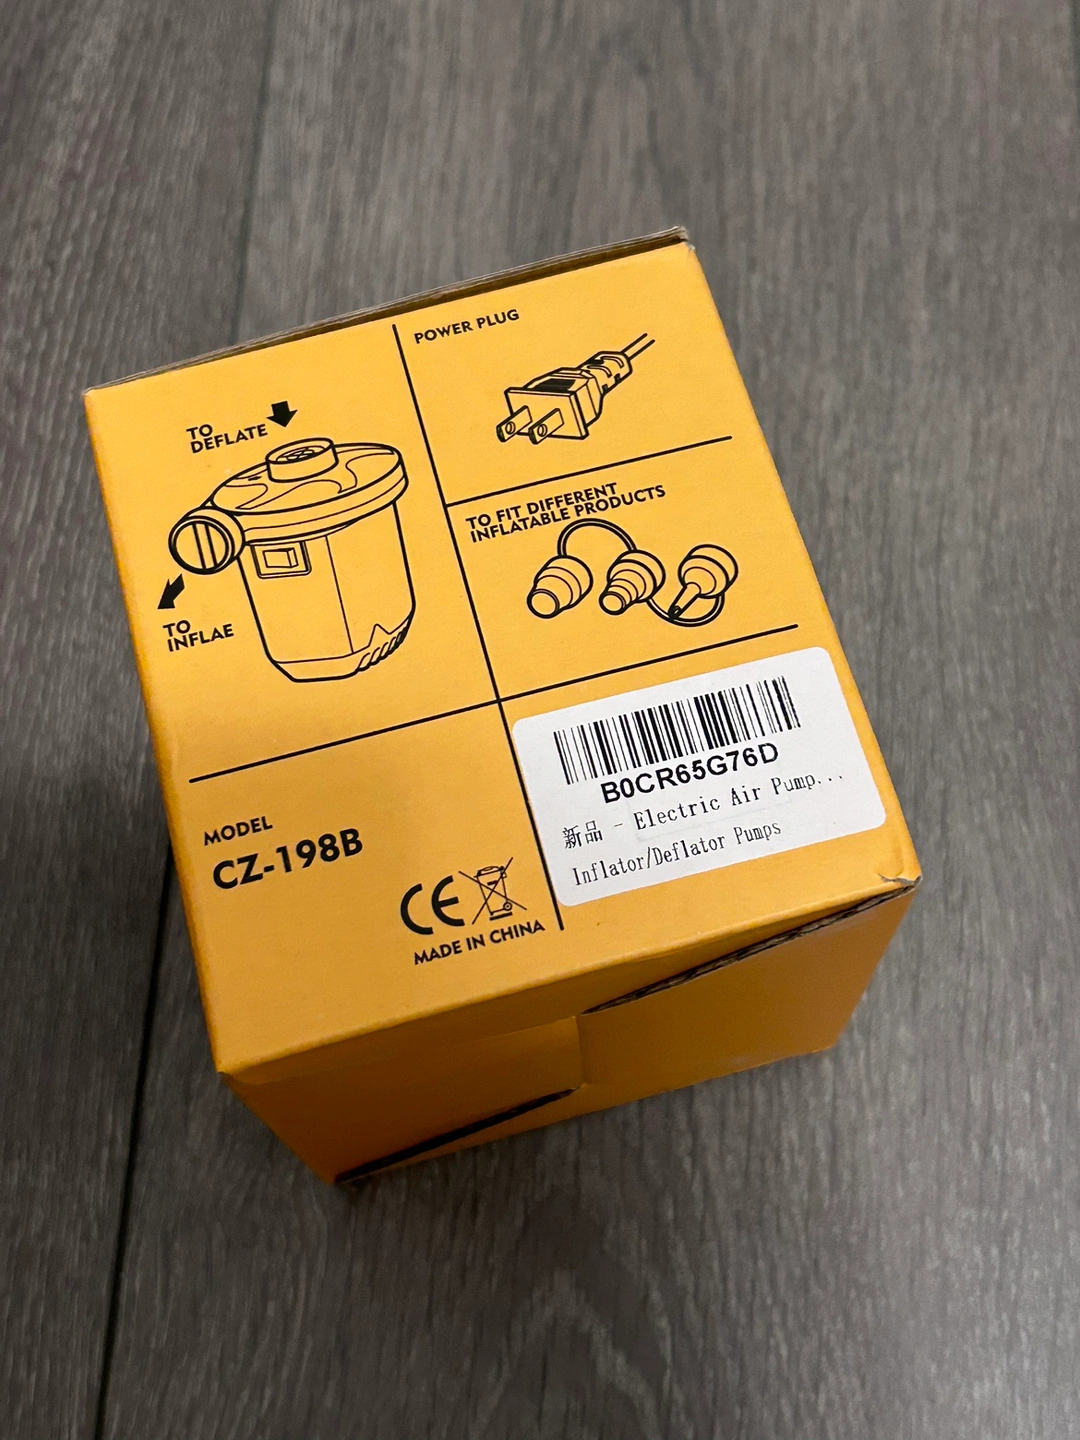 TO
DEFLATE
TO
INFLAE
POWER PLUG
TO FIT DIFFERENT
INFLATABLE PRODUCTS
MODEL
CZ-198B
CE
MADE IN CHINA
B0CR65G76D
新品 - Electric Air Pump...
Inflator/Deflator Pumps